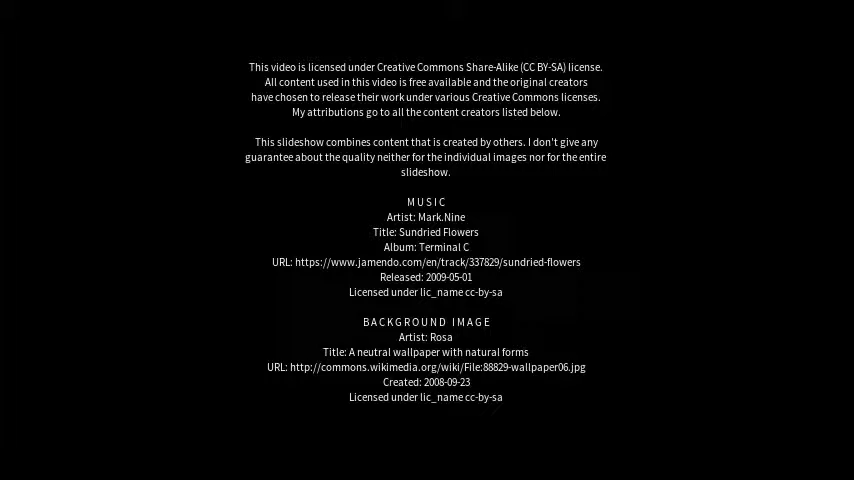 This video is licensed under Creative Commons Share-Alike (CC BY-SA) license.
All content used in this video is free available and the original creators
have chosen to release their work under various Creative Commons licenses.
My attributions go to all the content creators listed below.
This slideshow combines content that is created by others. I don't give any
guarantee about the quality neither for the individual images nor for the entire
slideshow.
MUSIC
Artist: Mark.Nine
Title: Sundried Flowers
Album: Terminal C
URL: https://www.jamendo.com/en/track/337829/sundried-flowers
Released: 2009-05-01
Licensed under lic_name cc-by-sa
BACKGROUND IMAGE
Artist: Rosa
Title: A neutral wallpaper with natural forms
URL: http://commons.wikimedia.org/wiki/File:88829-wallpaper06.jpg
Created: 2008-09-23
Licensed under lic_name cc-by-sa